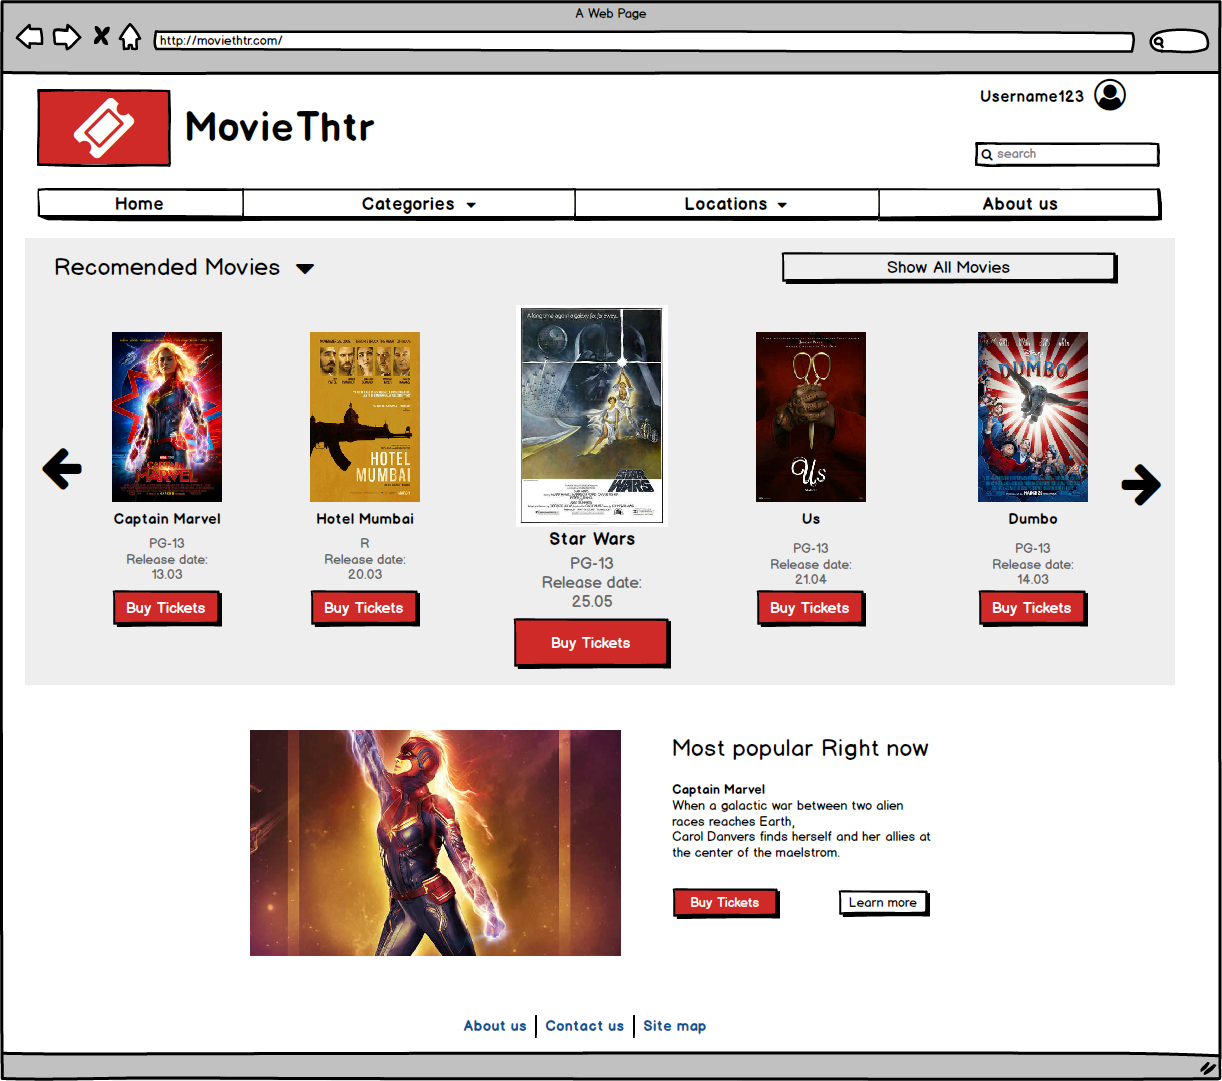 A Web Page
http://moviethtr.com/
Username123
MovieThtr
search
Home
Categories
Locations
About us
Recomended Movies
Show All Movies
A long time ago in a galaxy far, far away...
DUMBO
HOTEL
MUMBAI
CAPTAIN
MARVEL
Us
STAR
WARS
Captain Marvel
PG-13
Release date:
13.03
Buy Tickets
Hotel Mumbai
R
Release date:
20.03
Buy Tickets
Star Wars
PG-13
Release date:
25.05
Buy Tickets
Us
PG-13
Release date:
21.04
Buy Tickets
Dumbo
PG-13
Release date:
14.03
Buy Tickets
Most popular Right now
Captain Marvel
When a galactic war between two alien
races reaches Earth,
Carol Danvers finds herself and her allies at
the center of the maelstrom.
Buy Tickets
Learn more
About us
Contact us
Site map